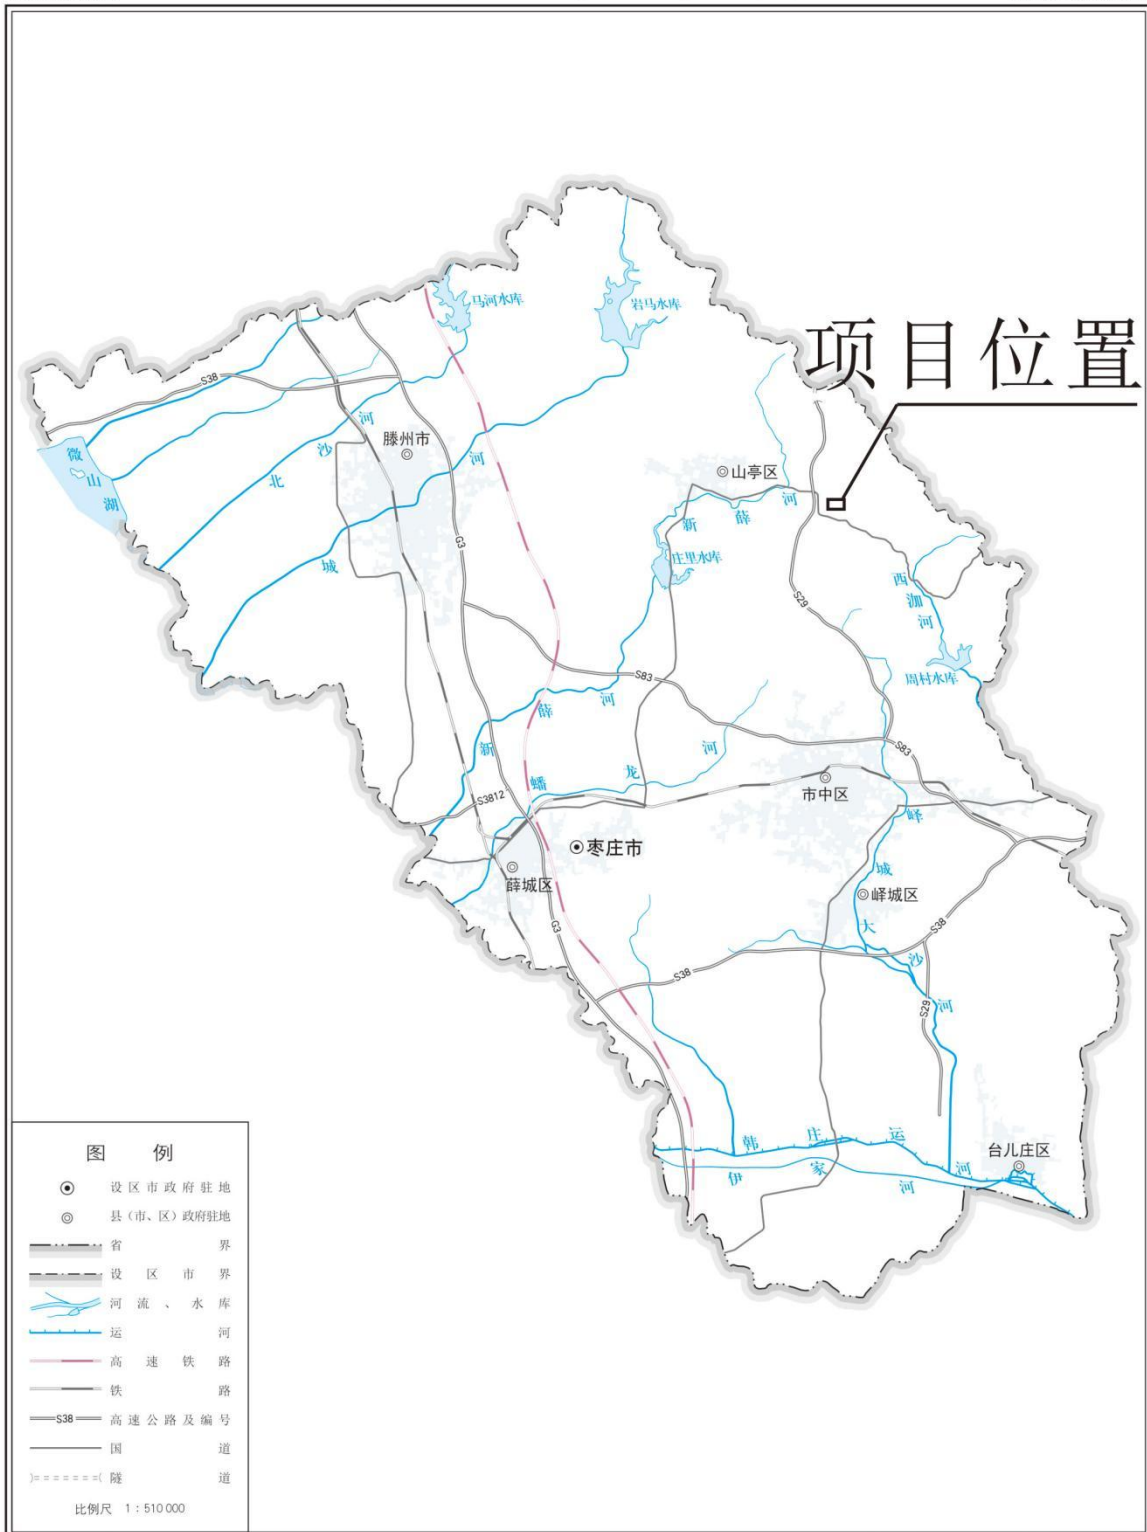 马河水库
岩马水库
项目位置
S38
微山湖
北沙河
滕州市
城河
G3
山亭区
新薛河
庄里水库
S29
西泇河
周村水库
S83
新薛河
蟠龙河
S83
S3812
市中区
枣庄市
薛城区
峄城大沙河
峄城区
G3
S38
S38
S29
韩庄运河
伊家河
台儿庄区
图 例
设区市政府驻地
县（市、区）政府驻地
省界
设区市界
河流、水库
运河
高速铁路
铁路
S38 高速公路及编号
国道
隧道
比例尺 1：510 000